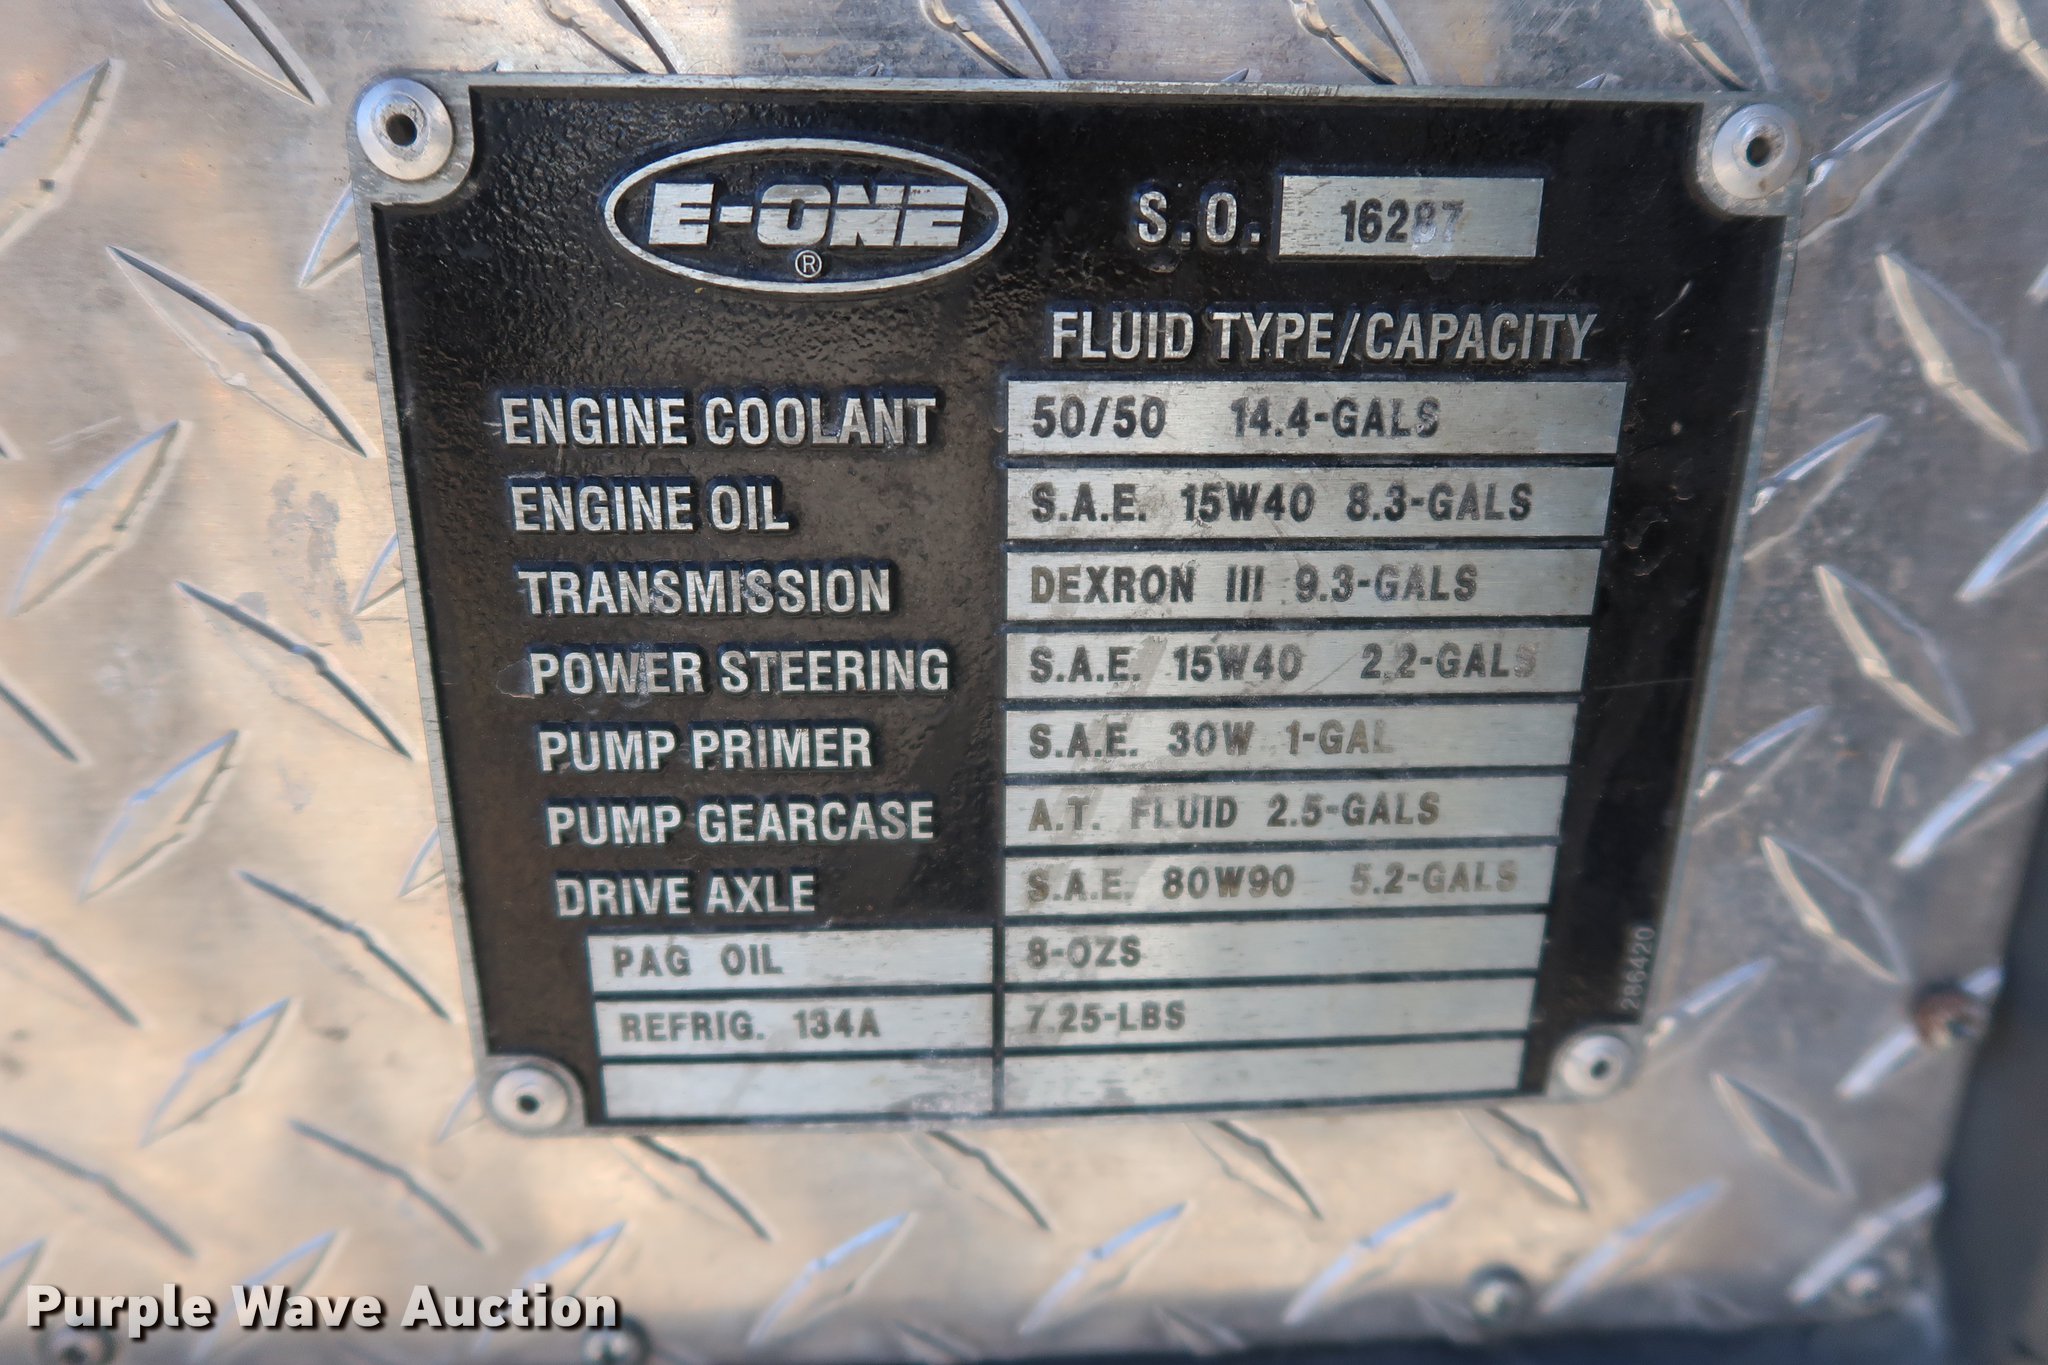 E-ONE
®
S.O. 16287
FLUID TYPE/CAPACITY
ENGINE COOLANT 50/50 14.4-GALS
ENGINE OIL S.A.E. 15W40 8.3-GALS
TRANSMISSION DEXRON III 9.3-GALS
POWER STEERING S.A.E. 15W40 2.2-GALS
PUMP PRIMER S.A.E. 30W 1-GAL
PUMP GEARCASE A.T. FLUID 2.5-GALS
DRIVE AXLE S.A.E. 80W90 5.2-GALS
PAG OIL 8-OZS
REFRIG. 134A 7.25-LBS
286420
Purple Wave Auction